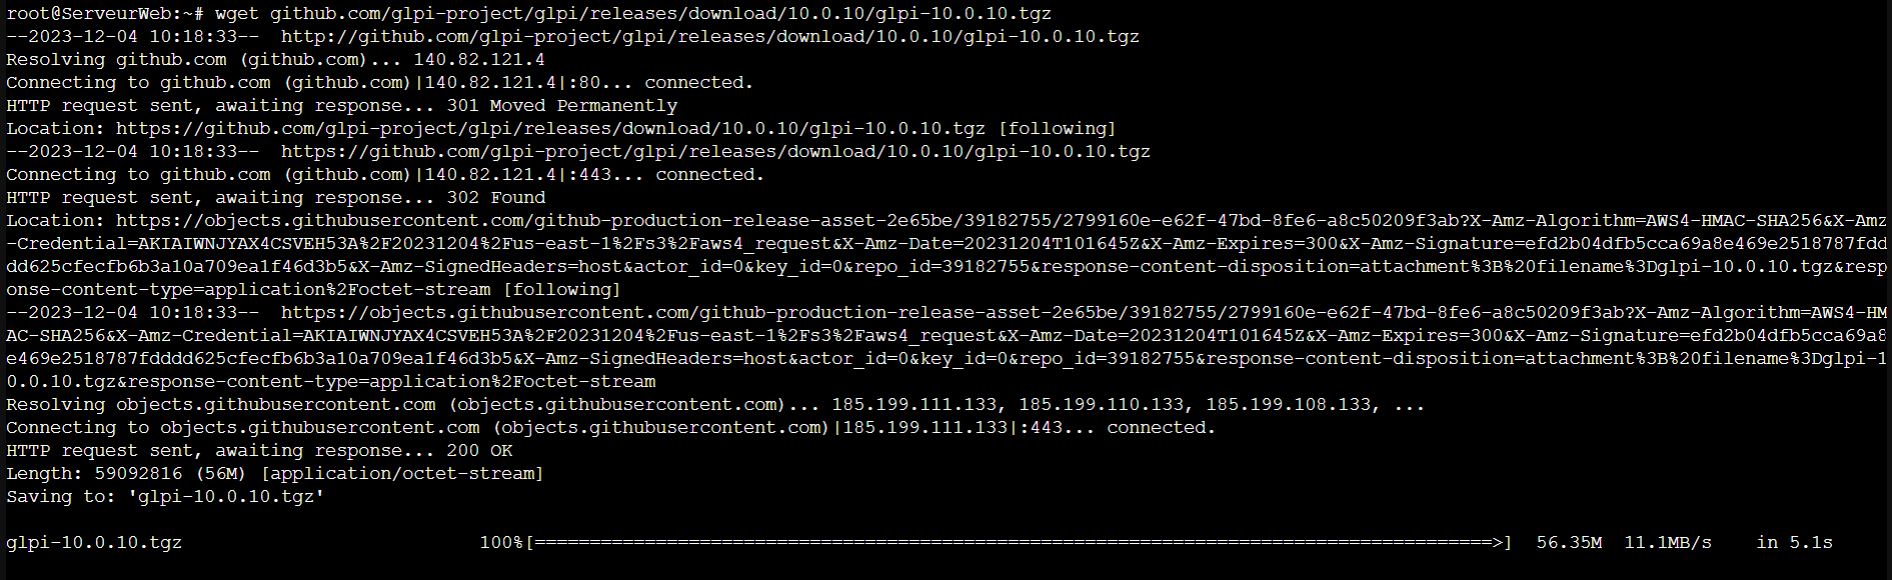 root@ServeurWeb:~# wget github.com/glpi-project/glpi/releases/download/10.0.10/glpi-10.0.10.tgz
--2023-12-04 10:18:33--  http://github.com/glpi-project/glpi/releases/download/10.0.10/glpi-10.0.10.tgz
Resolving github.com (github.com)... 140.82.121.4
Connecting to github.com (github.com)|140.82.121.4|:80... connected.
HTTP request sent, awaiting response... 301 Moved Permanently
Location: https://github.com/glpi-project/glpi/releases/download/10.0.10/glpi-10.0.10.tgz [following]
--2023-12-04 10:18:33--  https://github.com/glpi-project/glpi/releases/download/10.0.10/glpi-10.0.10.tgz
Connecting to github.com (github.com)|140.82.121.4|:443... connected.
HTTP request sent, awaiting response... 302 Found
Location: https://objects.githubusercontent.com/github-production-release-asset-2e65be/39182755/2799160e-e62f-47bd-8fe6-a8c50209f3ab?X-Amz-Algorithm=AWS4-HMAC-SHA256&X-Amz
-Credential=AKIAIWNJYAX4CSVEH53A%2F20231204%2Fus-east-1%2Fs3%2Faws4_request&X-Amz-Date=20231204T101645Z&X-Amz-Expires=300&X-Amz-Signature=efd2b04dfb5cca69a8e469e2518787fdd
dd625cfecfb6b3a10a709ea1f46d3b5&X-Amz-SignedHeaders=host&actor_id=0&key_id=0&repo_id=39182755&response-content-disposition=attachment%3B%20filename%3Dglpi-10.0.10.tgz&resp
onse-content-type=application%2Foctet-stream [following]
--2023-12-04 10:18:33--  https://objects.githubusercontent.com/github-production-release-asset-2e65be/39182755/2799160e-e62f-47bd-8fe6-a8c50209f3ab?X-Amz-Algorithm=AWS4-HM
AC-SHA256&X-Amz-Credential=AKIAIWNJYAX4CSVEH53A%2F20231204%2Fus-east-1%2Fs3%2Faws4_request&X-Amz-Date=20231204T101645Z&X-Amz-Expires=300&X-Amz-Signature=efd2b04dfb5cca69a8
e469e2518787fdddd625cfecfb6b3a10a709ea1f46d3b5&X-Amz-SignedHeaders=host&actor_id=0&key_id=0&repo_id=39182755&response-content-disposition=attachment%3B%20filename%3Dglpi-1
0.0.10.tgz&response-content-type=application%2Foctet-stream
Resolving objects.githubusercontent.com (objects.githubusercontent.com)... 185.199.111.133, 185.199.110.133, 185.199.108.133, ...
Connecting to objects.githubusercontent.com (objects.githubusercontent.com)|185.199.111.133|:443... connected.
HTTP request sent, awaiting response... 200 OK
Length: 59092816 (56M) [application/octet-stream]
Saving to: 'glpi-10.0.10.tgz'
glpi-10.0.10.tgz 100%[=======================================================================================>] 56.35M 11.1MB/s in 5.1s